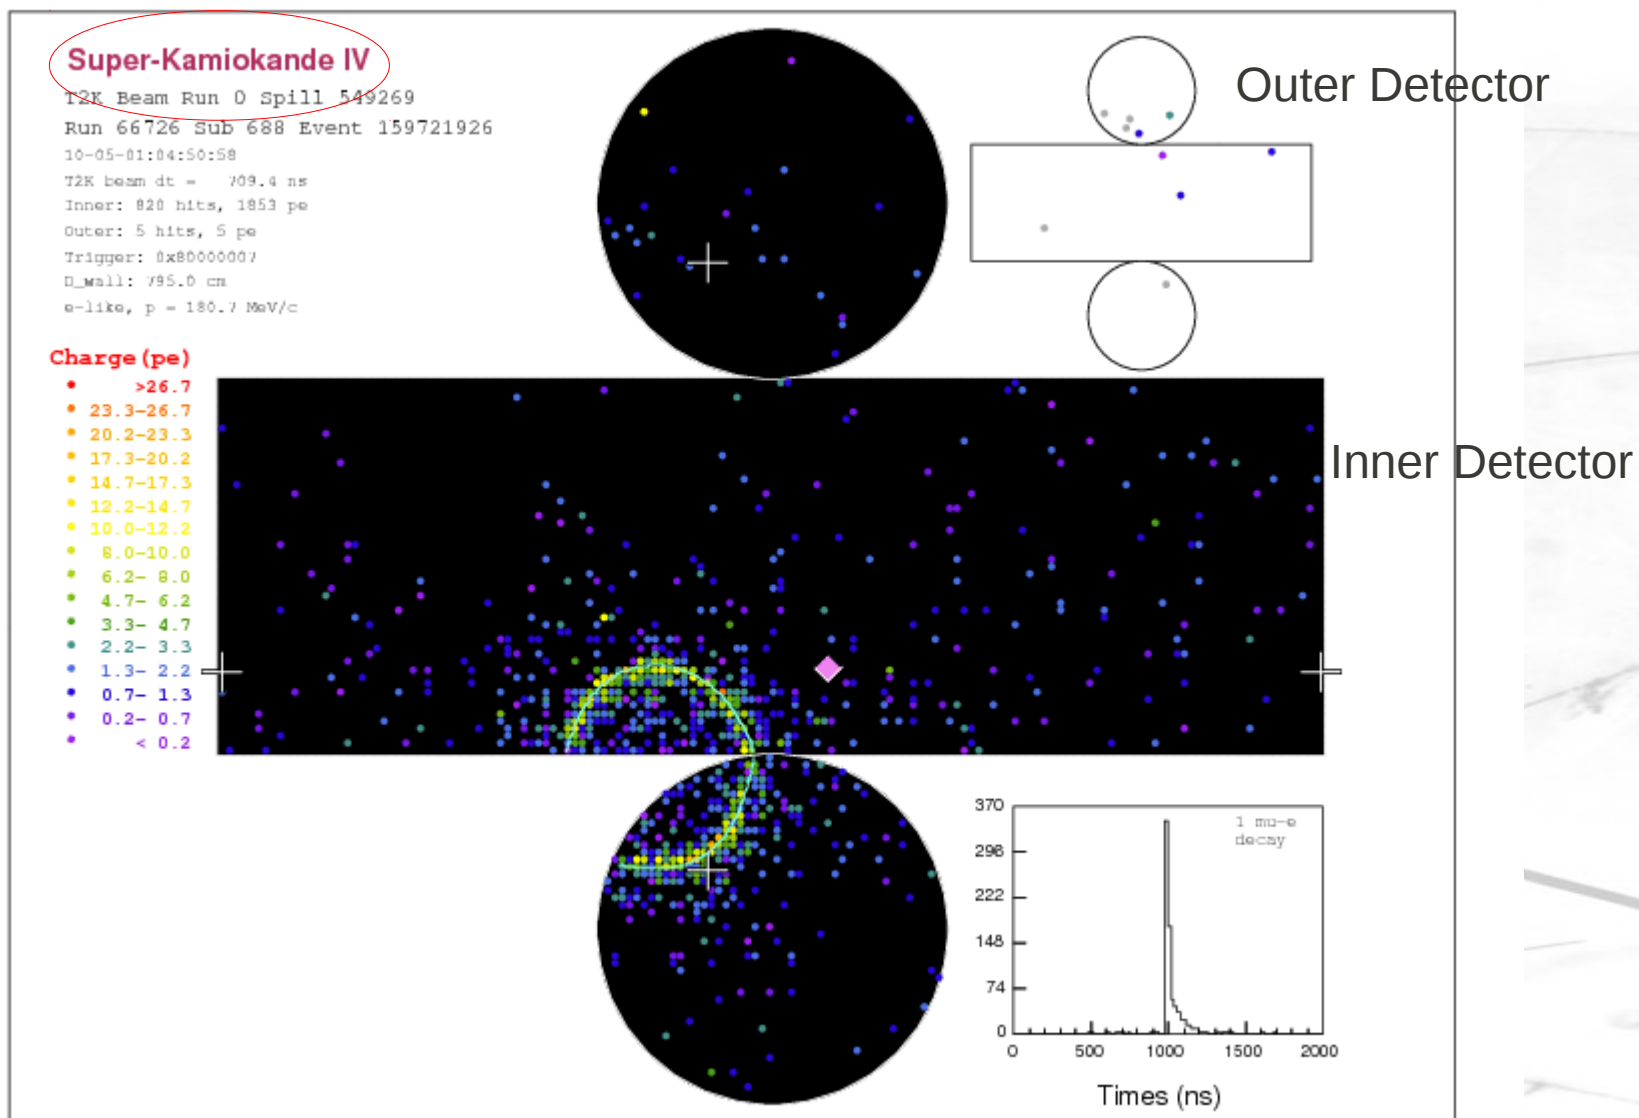 Super-Kamiokande IV
T2K Beam Run 0 Spill 549269
Run 66726 Sub 688 Event 159721926
10-05-01:04:50:58
T2K beam dt = 709.4 ns
Inner: 820 hits, 1853 pe
Outer: 5 hits, 5 pe
Trigger: 0x80000007
D_wall: 795.0 cm
e-like, p = 180.7 MeV/c
Outer Detector
Charge(pe)
>26.7
23.3-26.7
20.2-23.3
17.3-20.2
14.7-17.3
12.2-14.7
10.0-12.2
8.0-10.0
6.2- 8.0
4.7- 6.2
3.3- 4.7
2.2- 3.3
1.3- 2.2
0.7- 1.3
0.2- 0.7
< 0.2
Inner Detector
1 mu-e
decay
370
296
222
148
74
0
0 500 1000 1500 2000
Times (ns)